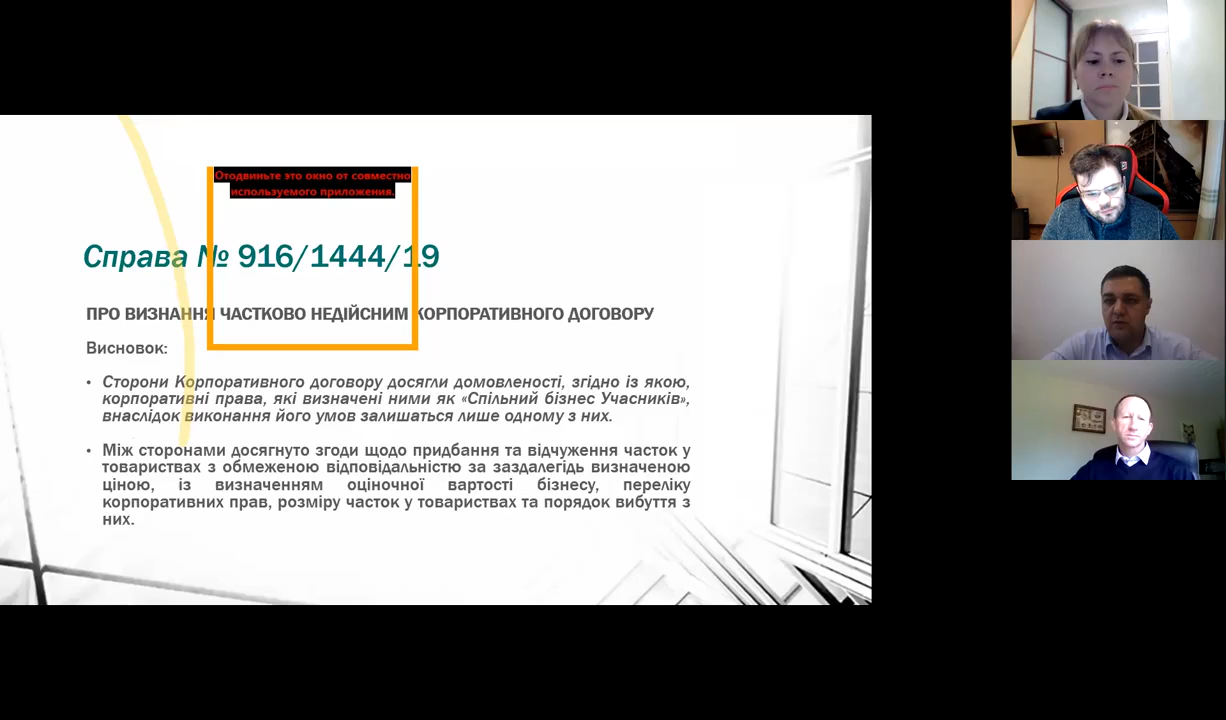 Отодвиньте это окно от совместно
используемого приложения.
Справа № 916/1444/19
ПРО ВИЗНАННЯ ЧАСТКОВО НЕДІЙСНИМ КОРПОРАТИВНОГО ДОГОВОРУ
Висновок:
• Сторони Корпоративного договору досягли домовленості, згідно із якою,
корпоративні права, які визначені ними як «Спільний бізнес Учасників»,
внаслідок виконання його умов залишаться лише одному з них.
• Між сторонами досягнуто згоди щодо придбання та відчуження часток у
товариствах з обмеженою відповідальністю за заздалегідь визначеною
ціною, із визначенням оціночної вартості бізнесу, переліку
корпоративних прав, розміру часток у товариствах та порядок вибуття з
них.